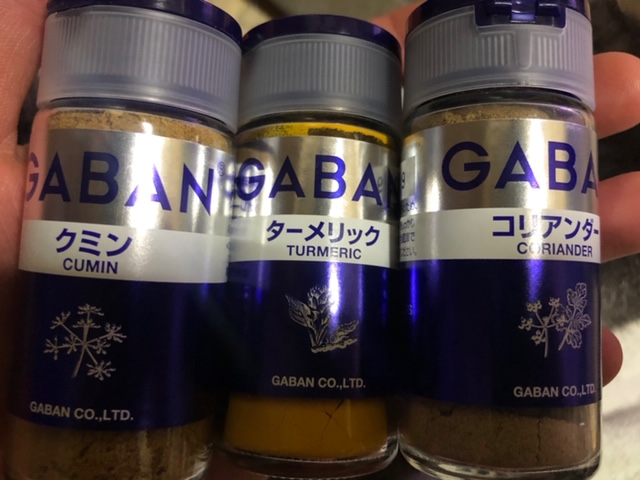 GABAN®
クミン
CUMIN
GABAN CO.,LTD.
GABA
ターメリック
TURMERIC
GABAN CO.,LTD.
GABA
コリアンダー
CORIANDER
GABAN CO.,LTD.